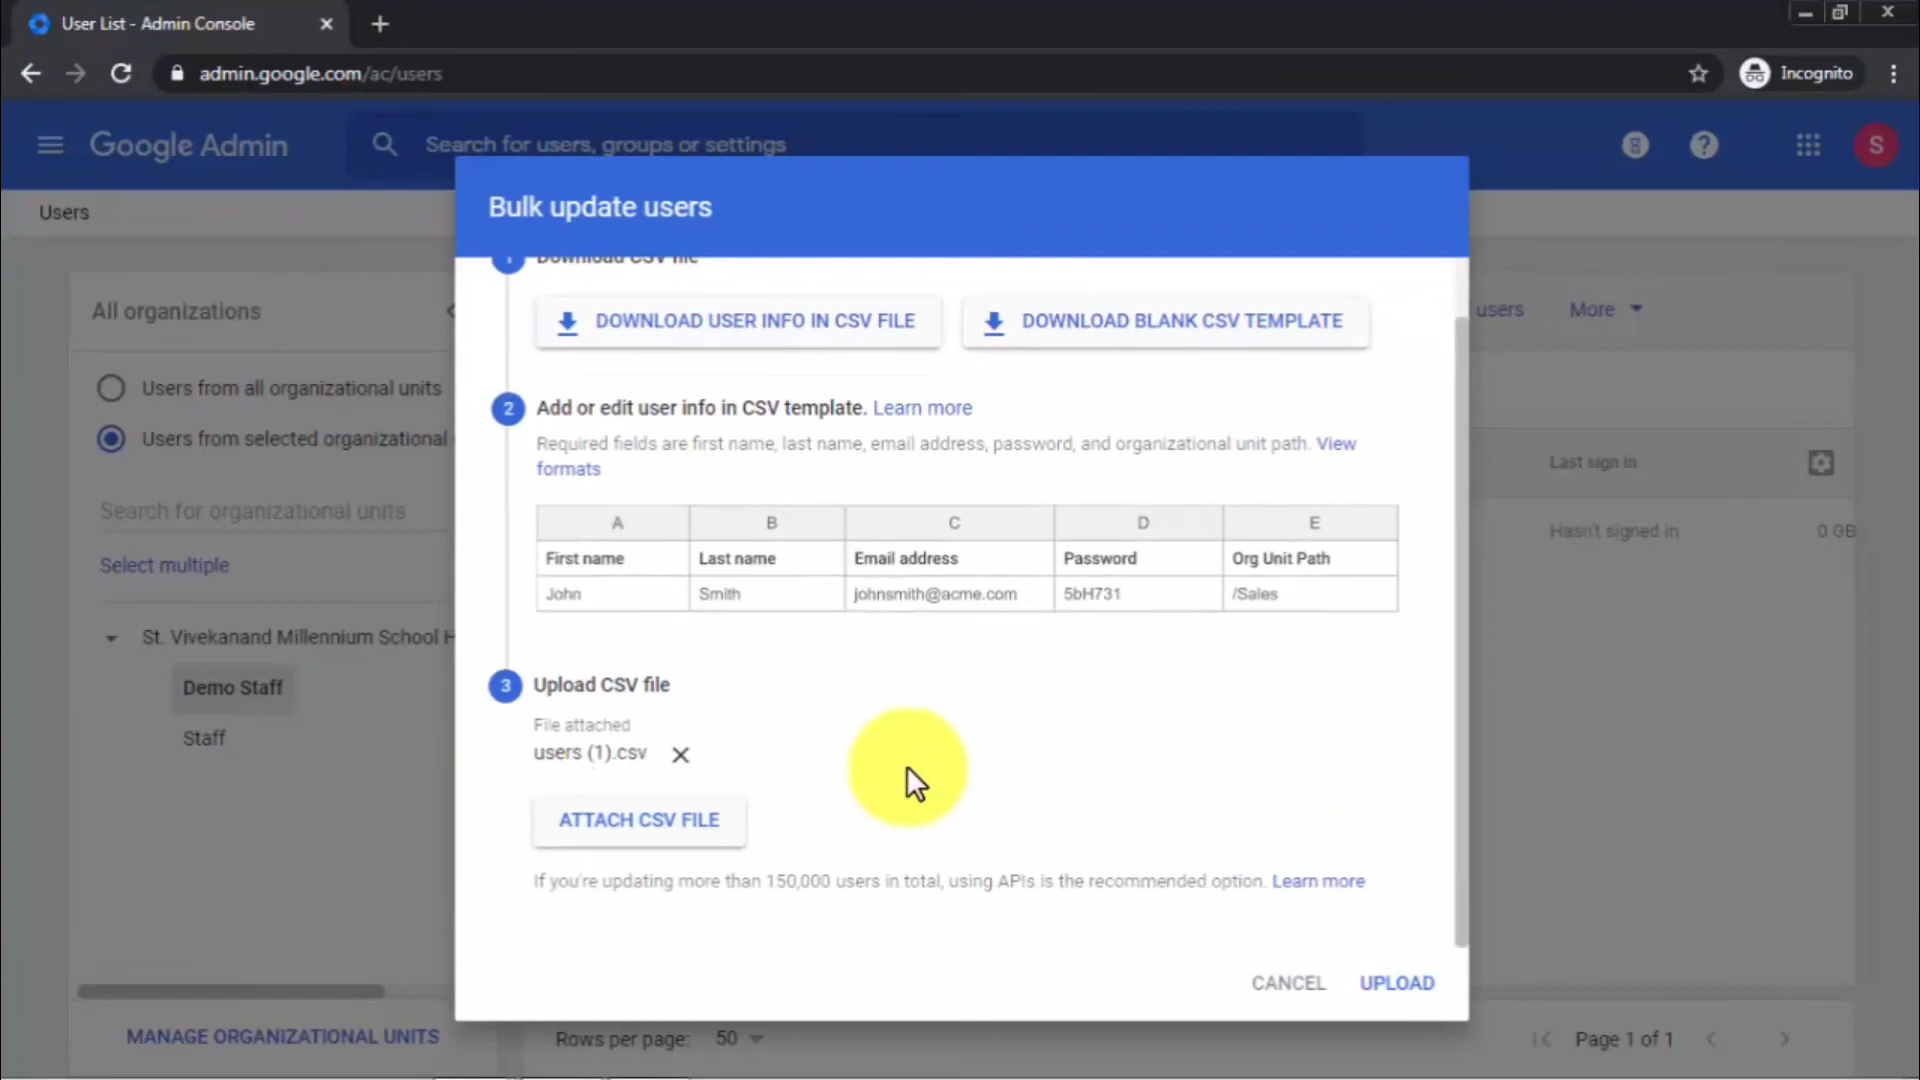 User List - Admin Console
admin.google.com/ac/users
Incognito
Google Admin
Search for users, groups or settings
8
?
S
Users
Bulk update users
1
Download CSV file
DOWNLOAD USER INFO IN CSV FILE
DOWNLOAD BLANK CSV TEMPLATE
2
Add or edit user info in CSV template. Learn more
Required fields are first name, last name, email address, password, and organizational unit path. View
formats
A B C D E
First name Last name Email address Password Org Unit Path
John Smith johnsmith@acme.com 5bH731 /Sales
3
Upload CSV file
File attached
users (1).csv
ATTACH CSV FILE
If you're updating more than 150,000 users in total, using APIs is the recommended option. Learn more
CANCEL UPLOAD
All organizations
Users from all organizational units
Users from selected organizational
Search for organizational units
Select multiple
St. Vivekanand Millennium School H
Demo Staff
Staff
MANAGE ORGANIZATIONAL UNITS
users More
Last sign in
Hasn't signed in 0 GB
Rows per page: 50
Page 1 of 1